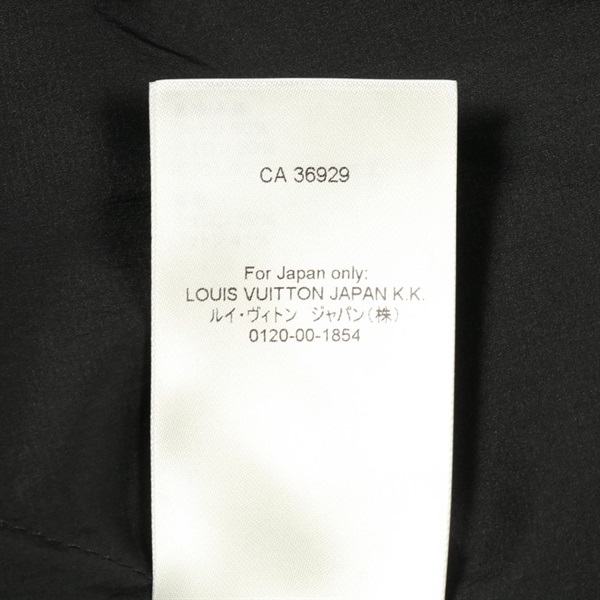 CA 36929
For Japan only:
LOUIS VUITTON JAPAN K.K.
ルイ・ヴィトン ジャパン(株)
0120-00-1854